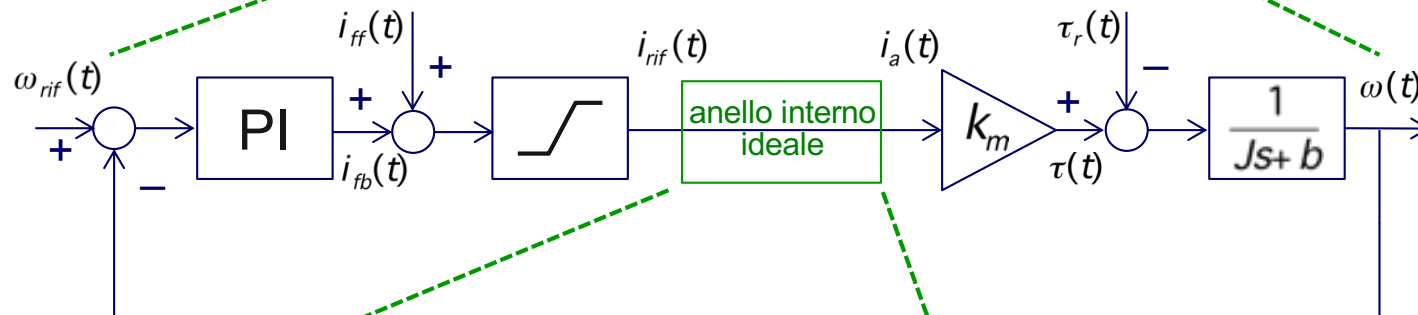 i_ff(t)
i_rif(t)
i_a(t)
τ_r(t)
ω_rif(t)
ω(t)
+
−
+
+
−
+
PI
anello interno
ideale
k_m
1
Js+ b
i_fb(t)
τ(t)